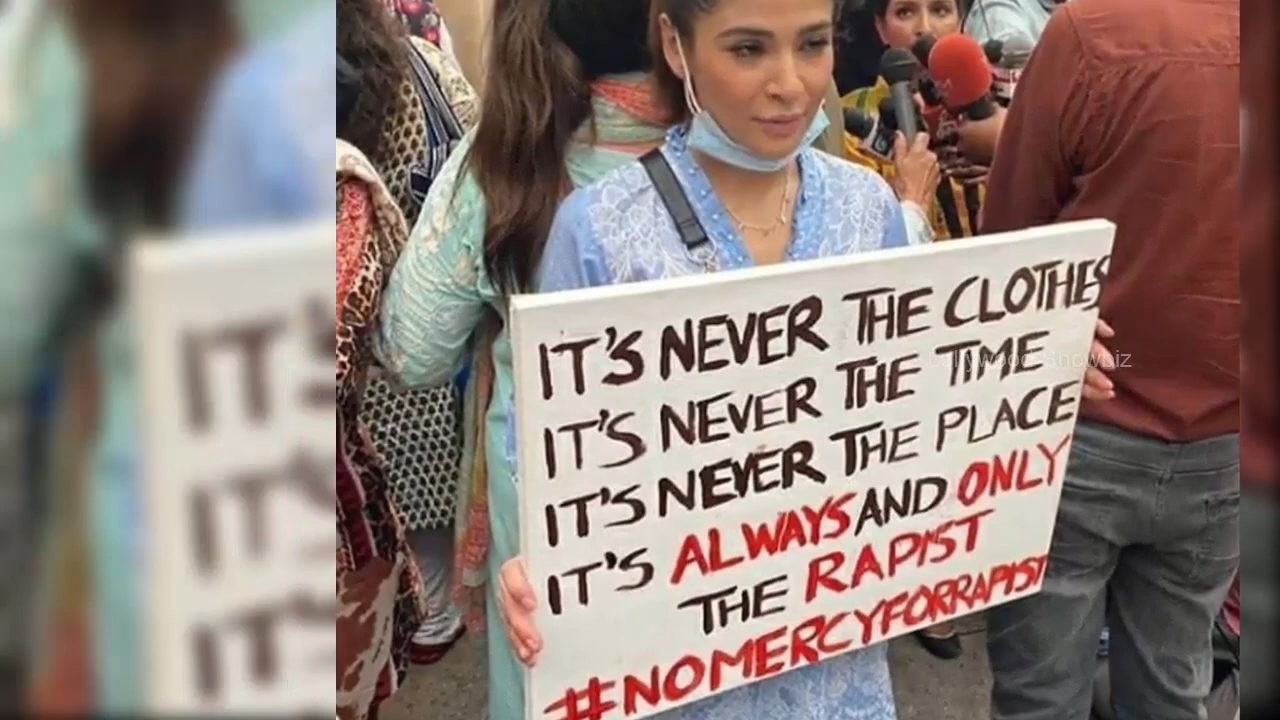 IT'S NEVER THE CLOTHES
IT'S NEVER THE TIME
IT'S NEVER THE PLACE
IT'S ALWAYS AND ONLY
THE RAPIST
#NOMERCYFORRAPIST